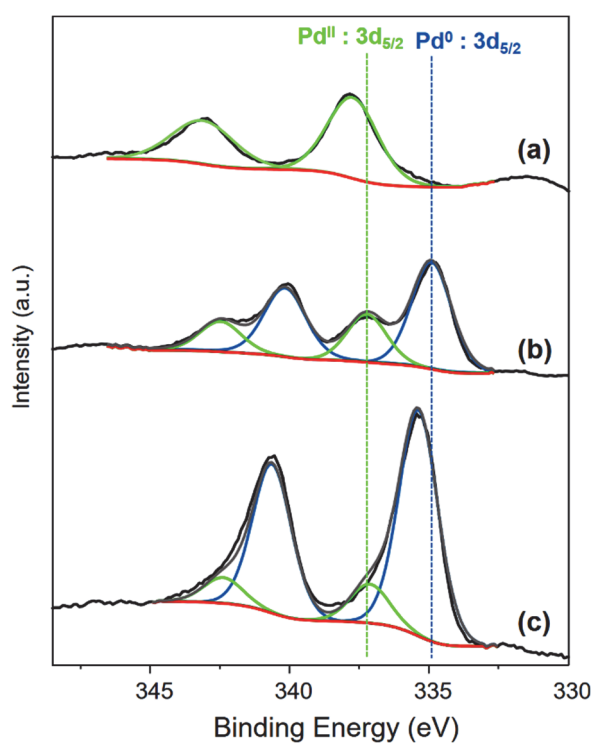 Pdᴵᴵ : 3d₅/₂ Pd⁰ : 3d₅/₂
(a)
(b)
(c)
Intensity (a.u.)
345 340 335 330
Binding Energy (eV)